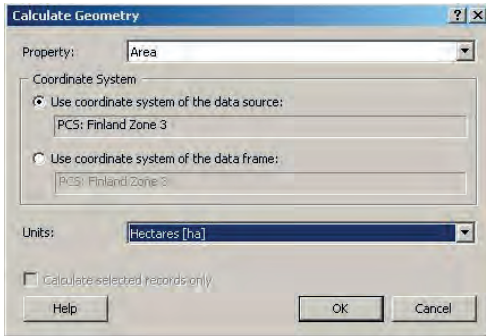 Calculate Geometry
Property: Area
Coordinate System
Use coordinate system of the data source:
PCS: Finland Zone 3
Use coordinate system of the data frame:
PCS: Finland Zone 3
Units: Hectares [ha]
Calculate selected records only
Help OK Cancel